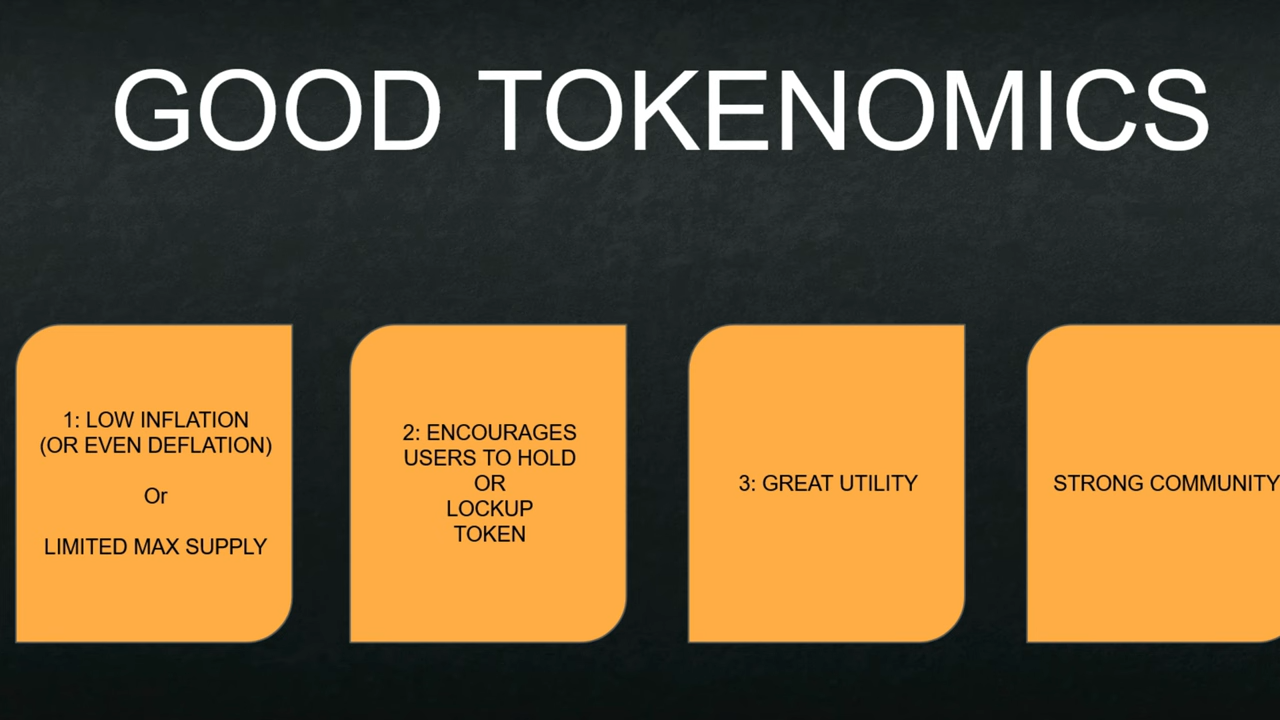 GOOD TOKENOMICS
1: LOW INFLATION
(OR EVEN DEFLATION)
Or
LIMITED MAX SUPPLY
2: ENCOURAGES
USERS TO HOLD
OR
LOCKUP
TOKEN
3: GREAT UTILITY
STRONG COMMUNITY